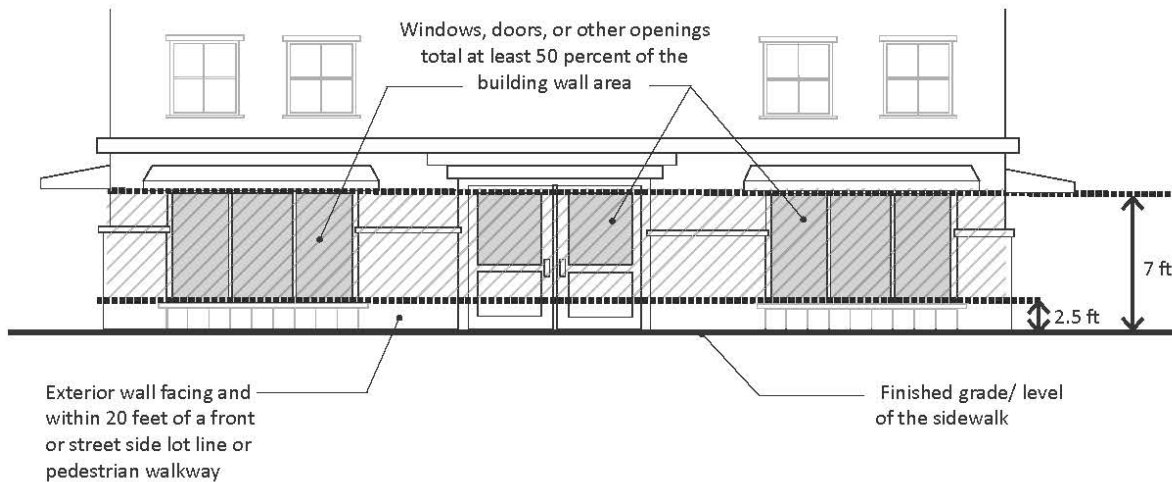 Windows, doors, or other openings
total at least 50 percent of the
building wall area
7 ft
2.5 ft
Exterior wall facing and
within 20 feet of a front
or street side lot line or
pedestrian walkway
Finished grade/ level
of the sidewalk